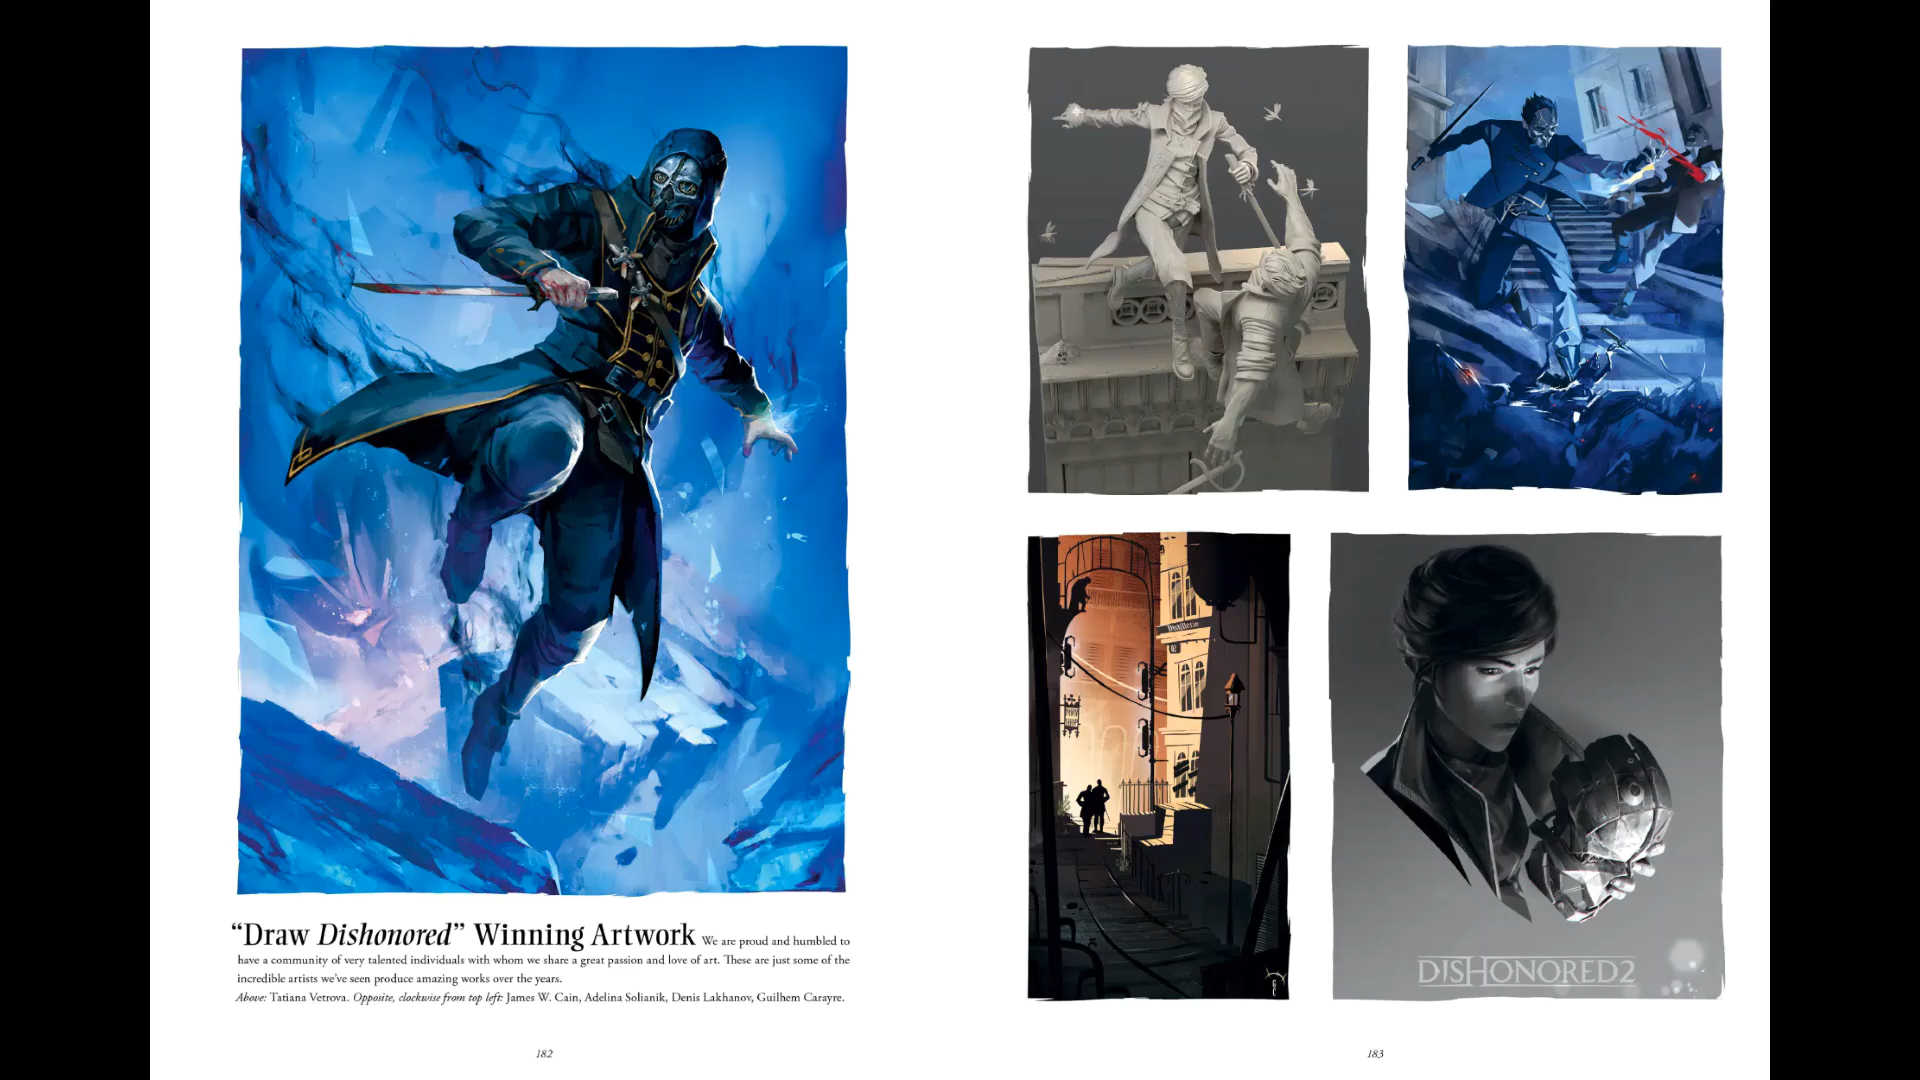 “Draw Dishonored” Winning Artwork We are proud and humbled to
have a community of very talented individuals with whom we share a great passion and love of art. These are just some of the
incredible artists we’ve seen produce amazing works over the years.
Above: Tatiana Vetrova. Opposite, clockwise from top left: James W. Cain, Adelina Solianik, Denis Lakhanov, Guilhem Carayre.
182
Distillerie
DISHONORED2
183